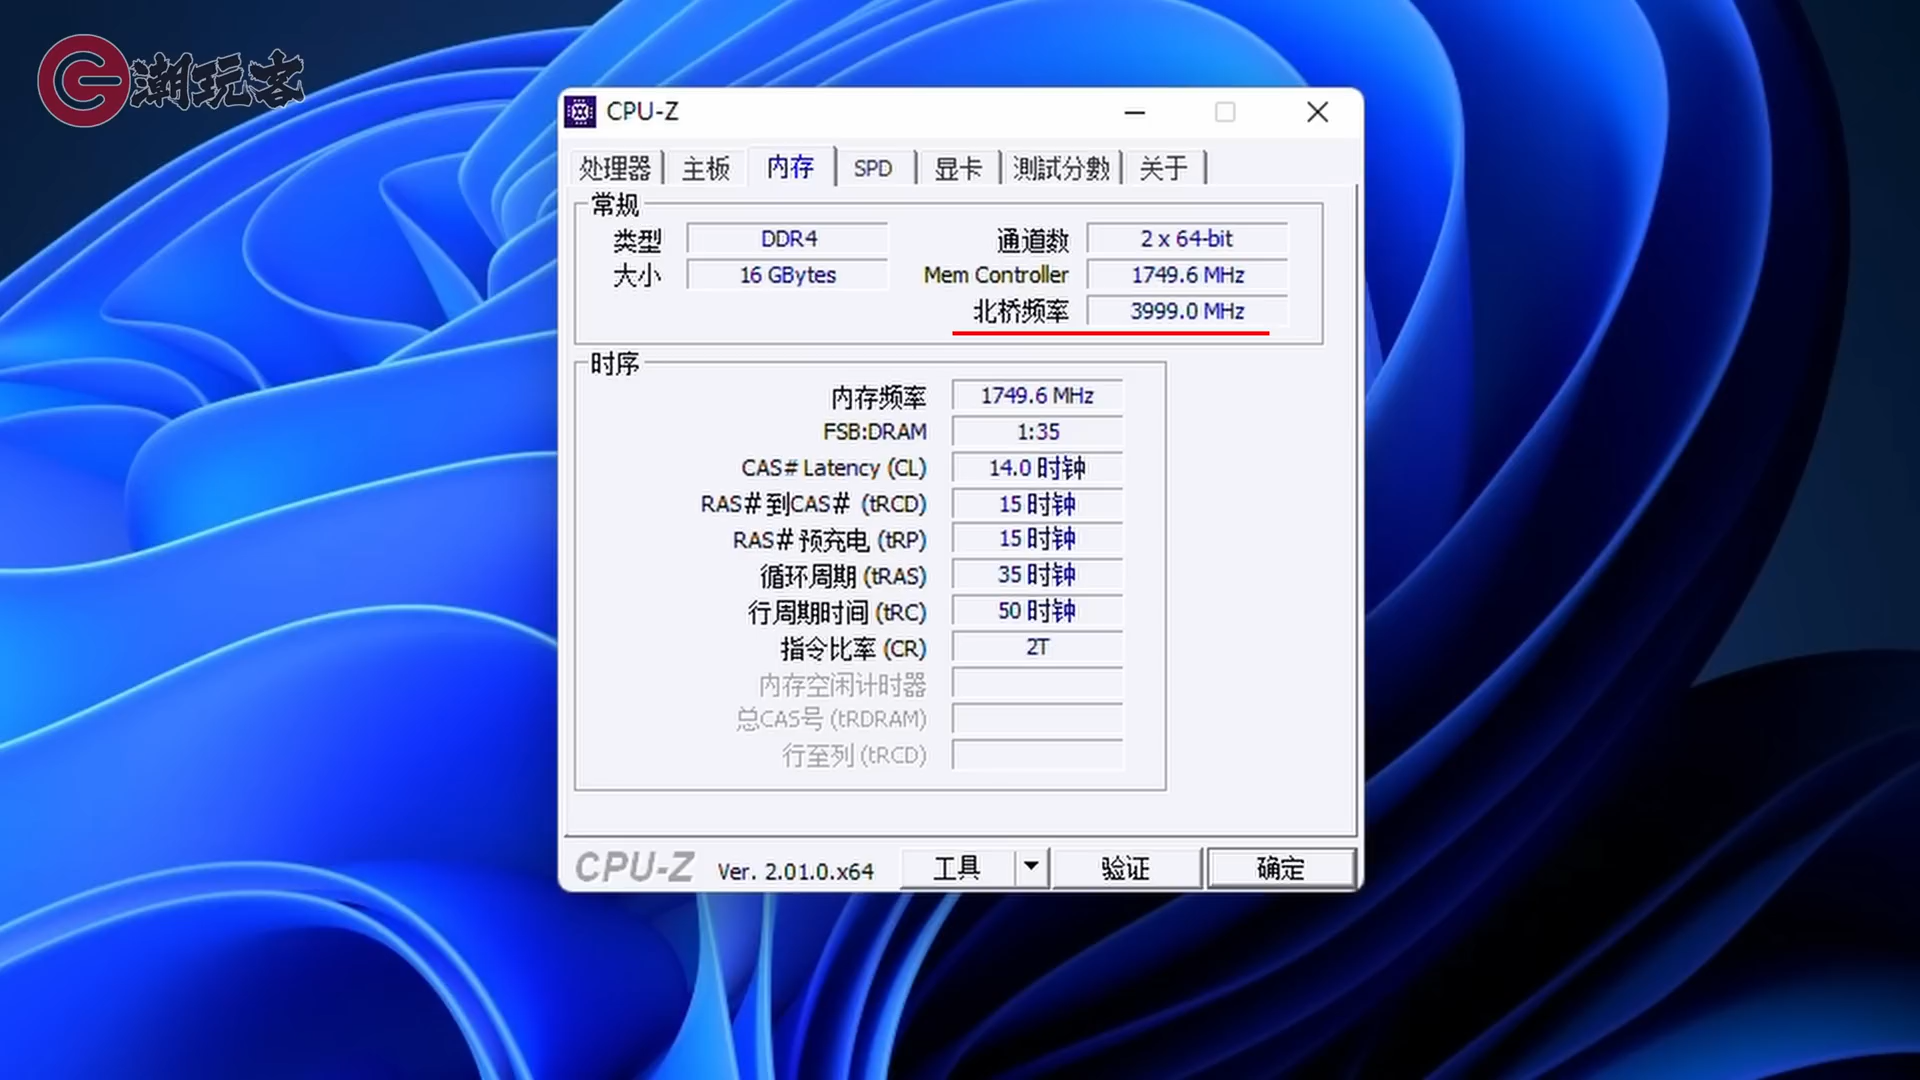 潮玩客
CPU-Z
处理器 主板 内存 SPD 显卡 測試分數 关于
常规
类型 DDR4 通道数 2 x 64-bit
大小 16 GBytes Mem Controller 1749.6 MHz
北桥频率 3999.0 MHz
时序
内存频率 1749.6 MHz
FSB:DRAM 1:35
CAS# Latency (CL) 14.0 时钟
RAS# 到CAS# (tRCD) 15 时钟
RAS# 预充电 (tRP) 15 时钟
循环周期 (tRAS) 35 时钟
行周期时间 (tRC) 50 时钟
指令比率 (CR) 2T
内存空闲计时器
总CAS号 (tRDRAM)
行至列 (tRCD)
CPU-Z Ver. 2.01.0.x64 工具 验证 确定